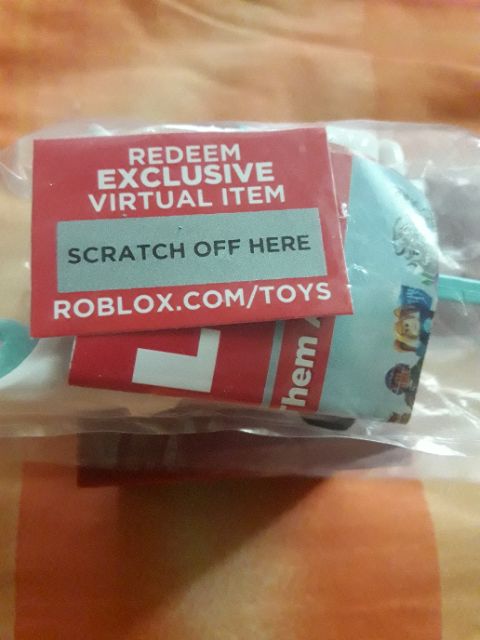 REDEEM
EXCLUSIVE
VIRTUAL ITEM
SCRATCH OFF HERE
ROBLOX.COM/TOYS
Them